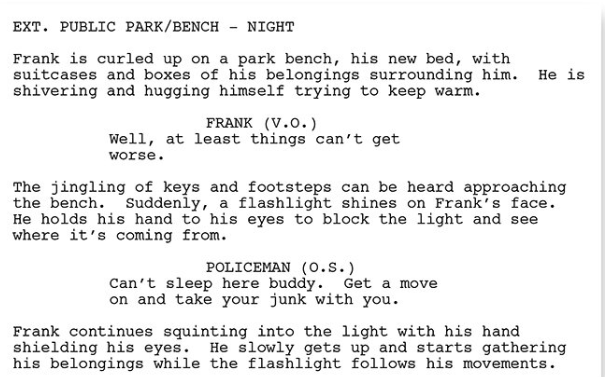 EXT. PUBLIC PARK/BENCH - NIGHT
Frank is curled up on a park bench, his new bed, with
suitcases and boxes of his belongings surrounding him.  He is
shivering and hugging himself trying to keep warm.
FRANK (V.O.)
Well, at least things can't get
worse.
The jingling of keys and footsteps can be heard approaching
the bench.  Suddenly, a flashlight shines on Frank's face.
He holds his hand to his eyes to block the light and see
where it's coming from.
POLICEMAN (O.S.)
Can't sleep here buddy.  Get a move
on and take your junk with you.
Frank continues squinting into the light with his hand
shielding his eyes.  He slowly gets up and starts gathering
his belongings while the flashlight follows his movements.